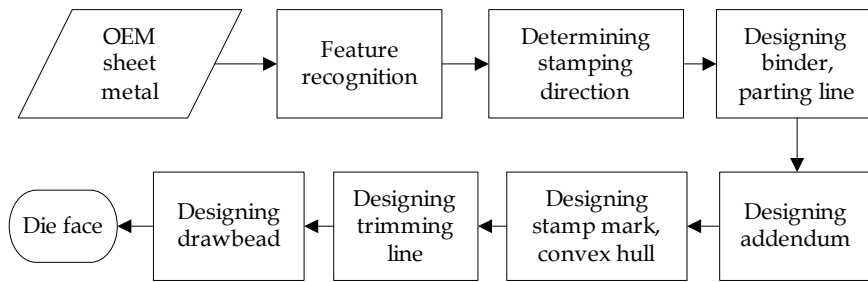 OEM
sheet
metal
Feature
recognition
Determining
stamping
direction
Designing
binder,
parting line
Designing
addendum
Designing
stamp mark,
convex hull
Designing
trimming
line
Designing
drawbead
Die face